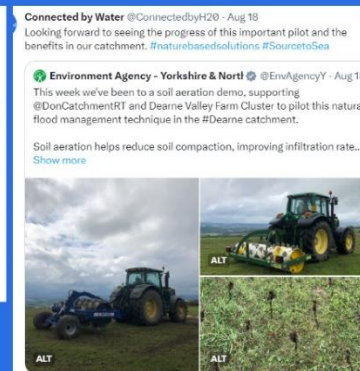 Connected by Water @ConnectedbyH20 · Aug 18
Looking forward to seeing the progress of this important pilot and the
benefits in our catchment. #naturebasedsolutions #SourcetoSea
Environment Agency - Yorkshire & North @EnvAgencyY · Aug 1
This week we've been to a soil aeration demo, supporting
@DonCatchmentRT and Dearne Valley Farm Cluster to pilot this natura
flood management technique in the #Dearne catchment.
Soil aeration helps reduce soil compaction, improving infiltration rate...
Show more
ALT
ALT
ALT